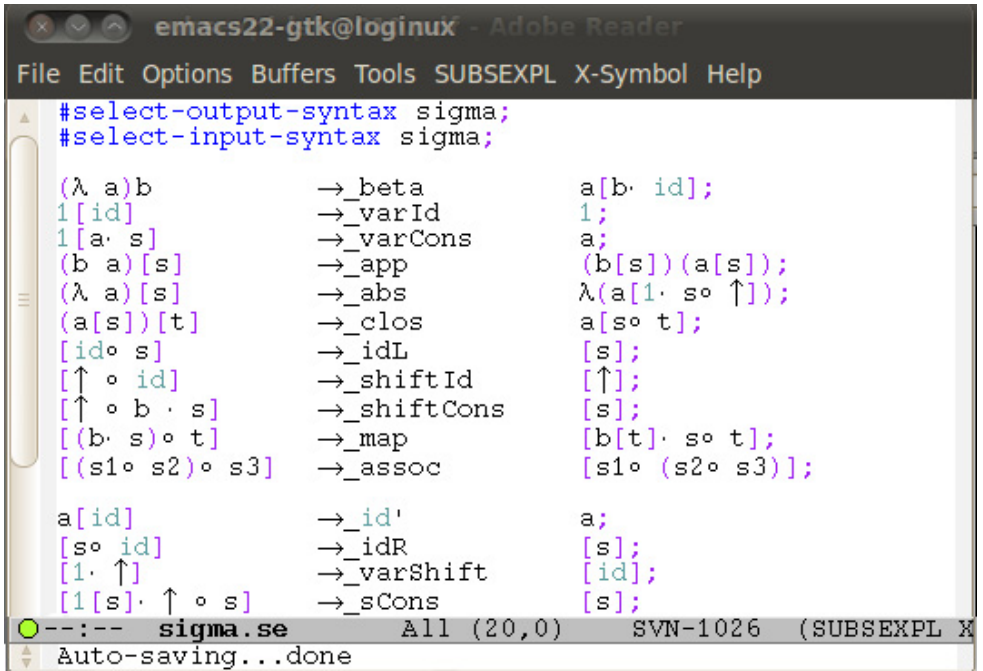 emacs22-gtk@loginux - Adobe Reader
File Edit Options Buffers Tools SUBSEXPL X-Symbol Help
#select-output-syntax sigma;
#select-input-syntax sigma;
(λ a)b →_beta a[b· id];
1[id] →_varId 1;
1[a· s] →_varCons a;
(b a)[s] →_app (b[s])(a[s]);
(λ a)[s] →_abs λ(a[1· s∘ ↑]);
(a[s])[t] →_clos a[s∘ t];
[id∘ s] →_idL [s];
[↑ ∘ id] →_shiftId [↑];
[↑ ∘ b · s] →_shiftCons [s];
[(b· s)∘ t] →_map [b[t]· s∘ t];
[(s1∘ s2)∘ s3] →_assoc [s1∘ (s2∘ s3)];
a[id] →_id' a;
[s∘ id] →_idR [s];
[1· ↑] →_varShift [id];
[1[s]· ↑ ∘ s] →_sCons [s];
--:-- sigma.se All (20,0) SVN-1026 (SUBSEXPL X
Auto-saving...done